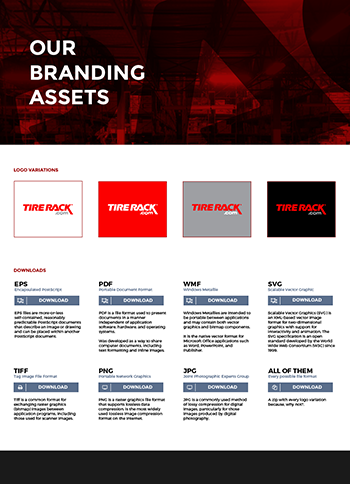 OUR
BRANDING
ASSETS
LOGO VARIATIONS
TIRE RACK
.com
TIRE RACK
.com
TIRE RACK
.com
TIRE RACK
.com
DOWNLOADS
EPS
Encapsulated PostScript
DOWNLOAD
EPS files are more-or-less
self-contained, reasonably
predictable PostScript documents
that describe an image or drawing
and can be placed within another
PostScript document.
PDF
Portable Document Format
DOWNLOAD
PDF is a file format used to present
documents in a manner
independent of application
software, hardware and operating
systems.
Was developed as a way to share
computer documents, including
text formatting and inline images.
WMF
Windows Metafile
DOWNLOAD
Windows Metafiles are intended to
be portable between applications
and may contain both vector
graphics and bitmap components.
It is the native vector format for
Microsoft Office applications such
as Word, PowerPoint, and
Publisher.
SVG
Scalable Vector Graphic
DOWNLOAD
Scalable Vector Graphics (SVG) is
an XML-based vector image
format for two-dimensional
graphics with support for
interactivity and animation. The
SVG specification is an open
standard developed by the World
Wide Web Consortium (W3C) since
1999.
TIFF
Tag Image File Format
DOWNLOAD
TIFF is a common format for
exchanging raster graphics
(bitmap) images between
application programs, including
those used for scanner images.
PNG
Portable Network Graphics
DOWNLOAD
PNG is a raster graphics file format
that supports lossless data
compression. Is the most widely
used lossless image compression
format on the Internet.
JPG
Joint Photographic Experts Group
DOWNLOAD
JPG is a commonly used method
of lossy compression for digital
images, particularly for those
images produced by digital
photography.
ALL OF THEM
Every possible file format
DOWNLOAD
A zip with every logo variation
because, why not?